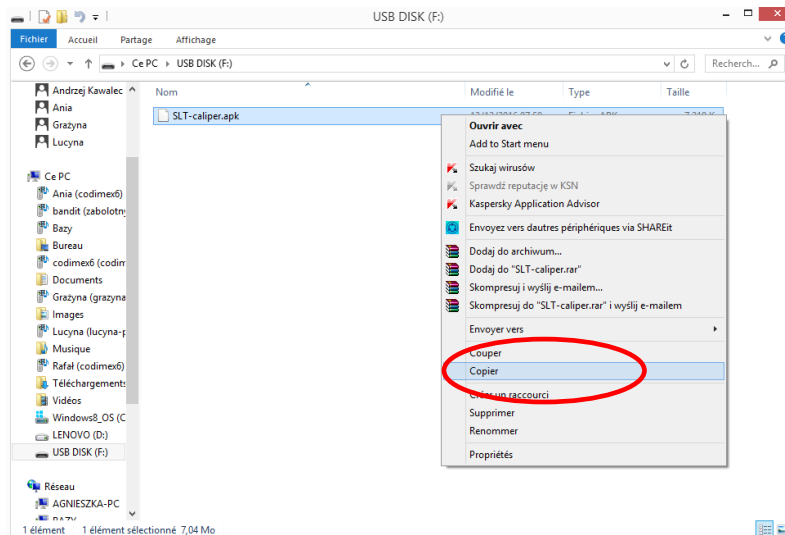 USB DISK (F:)
Fichier Accueil Partage Affichage
Ce PC USB DISK (F:) Recherch...
Nom Modifié le Type Taille
SLT-caliper.apk
Andrzej Kawalec
Ania
Grażyna
Lucyna
Ce PC
Ania (codimex6)
bandit (zabolotny
Bazy
Bureau
codimex6 (codim
Documents
Grażyna (grazyna
Images
Lucyna (lucyna-p
Musique
Rafał (codimex6)
Téléchargements
Vidéos
Windows8_OS (C
LENOVO (D:)
USB DISK (F:)
Réseau
AGNIESZKA-PC
Ouvrir avec
Add to Start menu
Szukaj wirusów
Sprawdź reputację w KSN
Kaspersky Application Advisor
Envoyez vers dautres périphériques via SHAREit
Dodaj do archiwum...
Dodaj do "SLT-caliper.rar"
Skompresuj i wyślij e-mailem...
Skompresuj do "SLT-caliper.rar" i wyślij e-mailem
Envoyer vers
Couper
Copier
Créer un raccourci
Supprimer
Renommer
Propriétés
1 élément 1 élément sélectionné 7,04 Mo